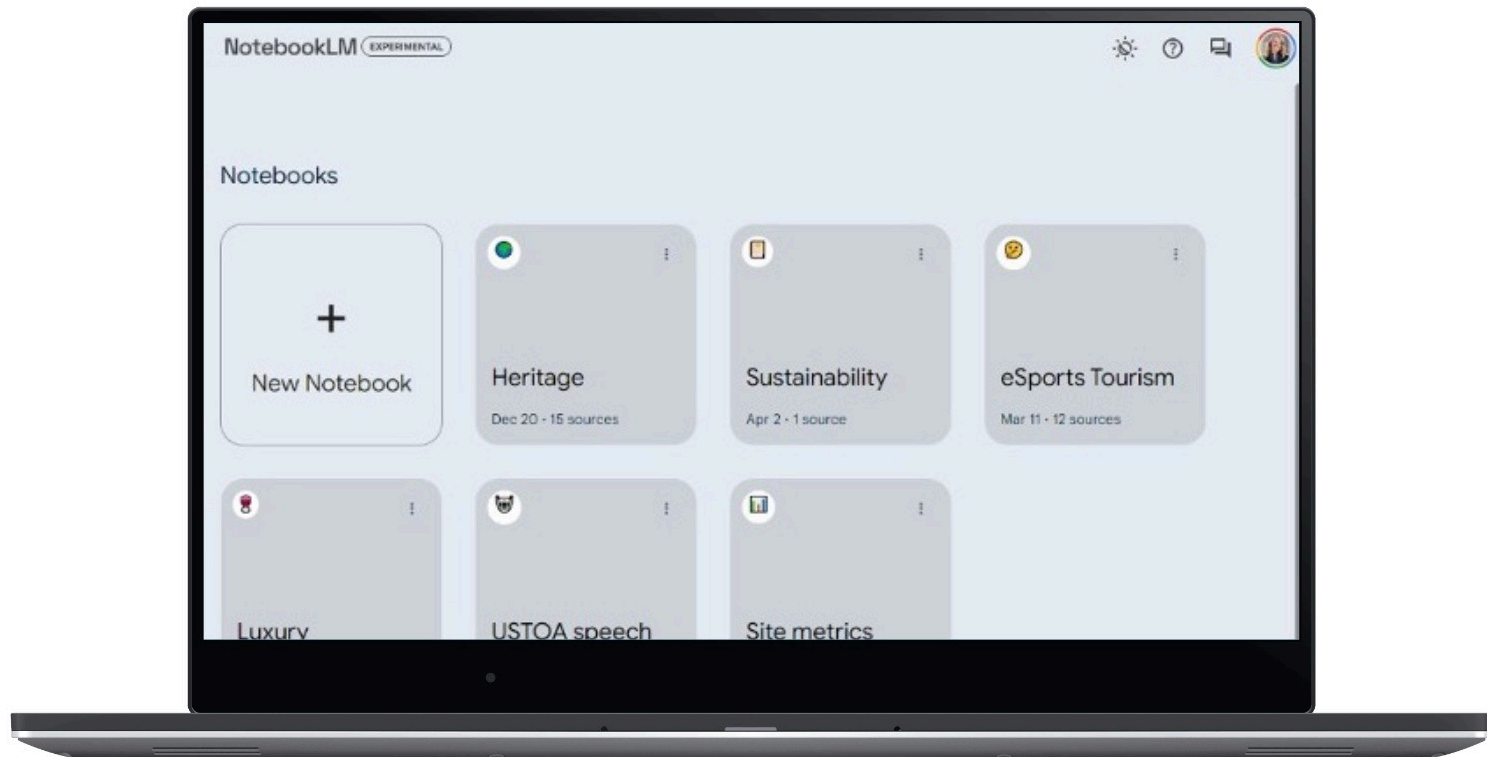 NotebookLM EXPERIMENTAL
Notebooks
+
New Notebook
Heritage
Dec 20 · 15 sources
Sustainability
Apr 2 · 1 source
eSports Tourism
Mar 11 · 12 sources
Luxury
USTOA speech
Site metrics